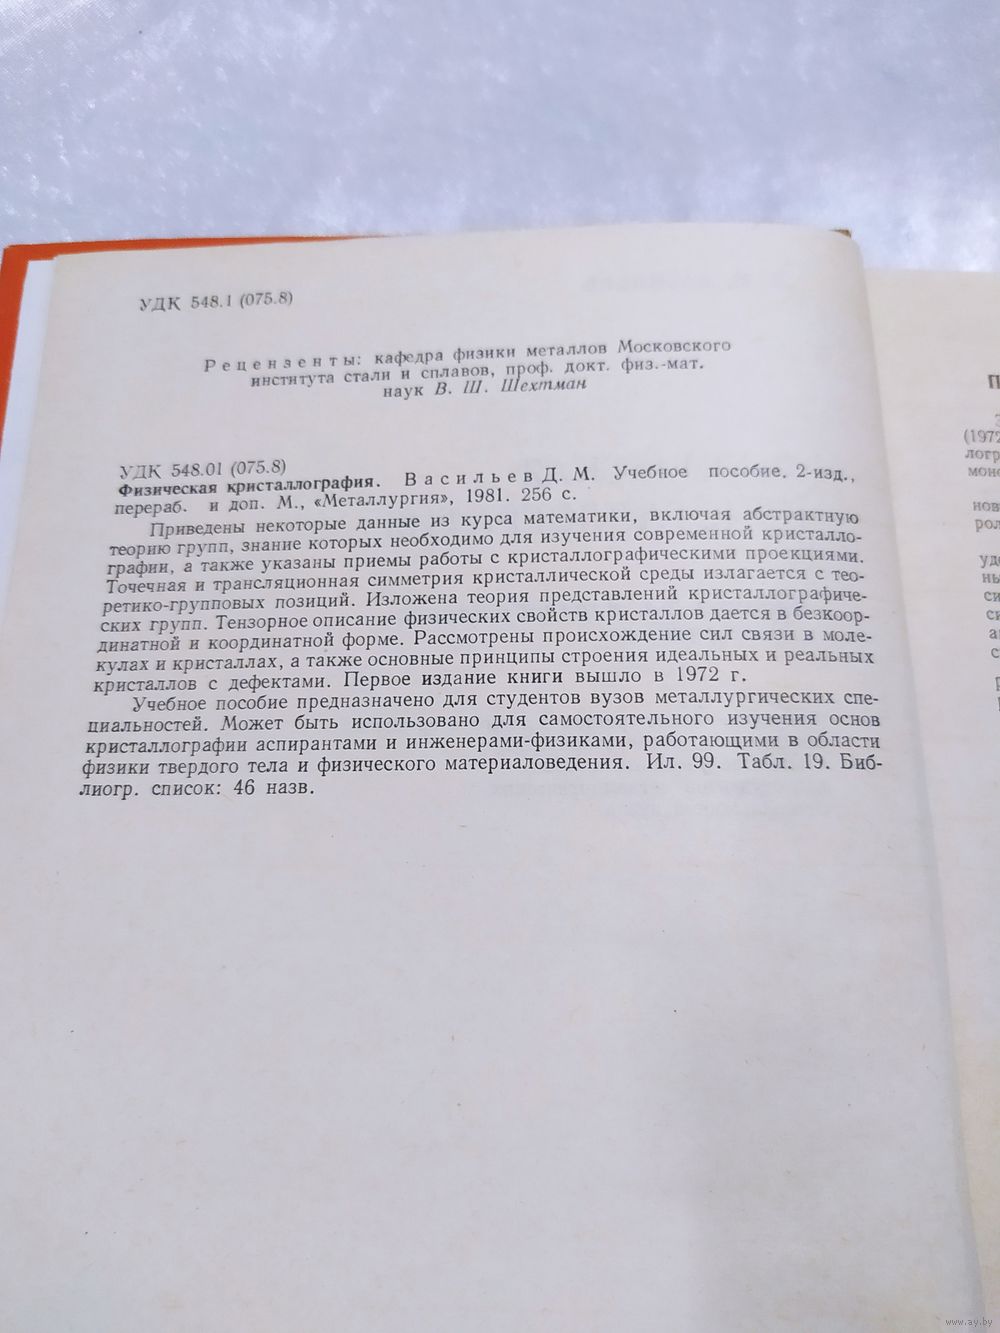 УДК 548.1 (075.8)
Рецензенты: кафедра физики металлов Московского
института стали и сплавов, проф. докт. физ.-мат.
наук В. Ш. Шехтман
УДК 548.01 (075.8)
Физическая кристаллография. Васильев Д. М. Учебное пособие. 2-изд.,
перераб. и доп. М., «Металлургия», 1981. 256 с.
Приведены некоторые данные из курса математики, включая абстрактную
теорию групп, знание которых необходимо для изучения современной кристалло-
графии, а также указаны приемы работы с кристаллографическими проекциями.
Точечная и трансляционная симметрия кристаллической среды излагается с тео-
ретико-групповых позиций. Изложена теория представлений кристаллографиче-
ских групп. Тензорное описание физических свойств кристаллов дается в безкоор-
динатной и координатной форме. Рассмотрены происхождение сил связи в моле-
кулах и кристаллах, а также основные принципы строения идеальных и реальных
кристаллов с дефектами. Первое издание книги вышло в 1972 г.
Учебное пособие предназначено для студентов вузов металлургических спе-
циальностей. Может быть использовано для самостоятельного изучения основ
кристаллографии аспирантами и инженерами-физиками, работающими в области
физики твердого тела и физического материаловедения. Ил. 99. Табл. 19. Биб-
лиогр. список: 46 назв.
(1972
www.ay.by